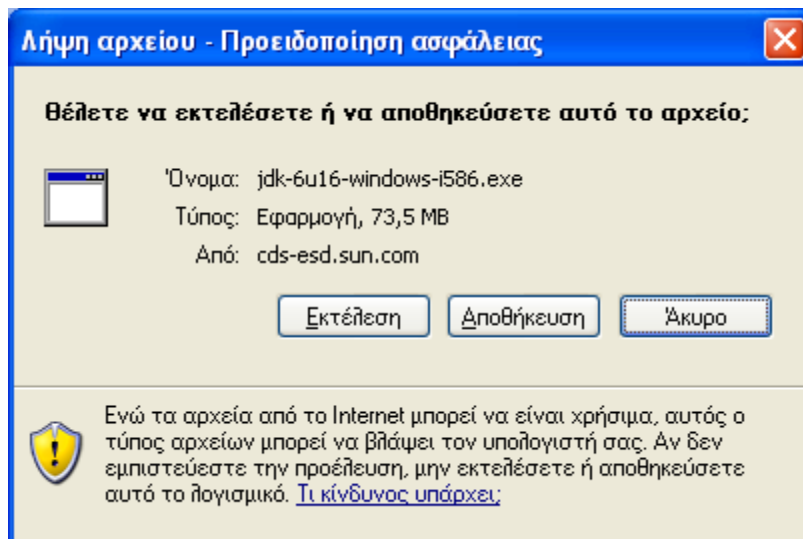 Λήψη αρχείου - Προειδοποίηση ασφάλειας
Θέλετε να εκτελέσετε ή να αποθηκεύσετε αυτό το αρχείο;
Όνομα: jdk-6u16-windows-i586.exe
Τύπος: Εφαρμογή, 73,5 MB
Από: cds-esd.sun.com
Εκτέλεση Αποθήκευση Άκυρο
Ενώ τα αρχεία από το Internet μπορεί να είναι χρήσιμα, αυτός ο
τύπος αρχείων μπορεί να βλάψει τον υπολογιστή σας. Αν δεν
εμπιστεύεστε την προέλευση, μην εκτελέσετε ή αποθηκεύσετε
αυτό το λογισμικό. Τι κίνδυνος υπάρχει;